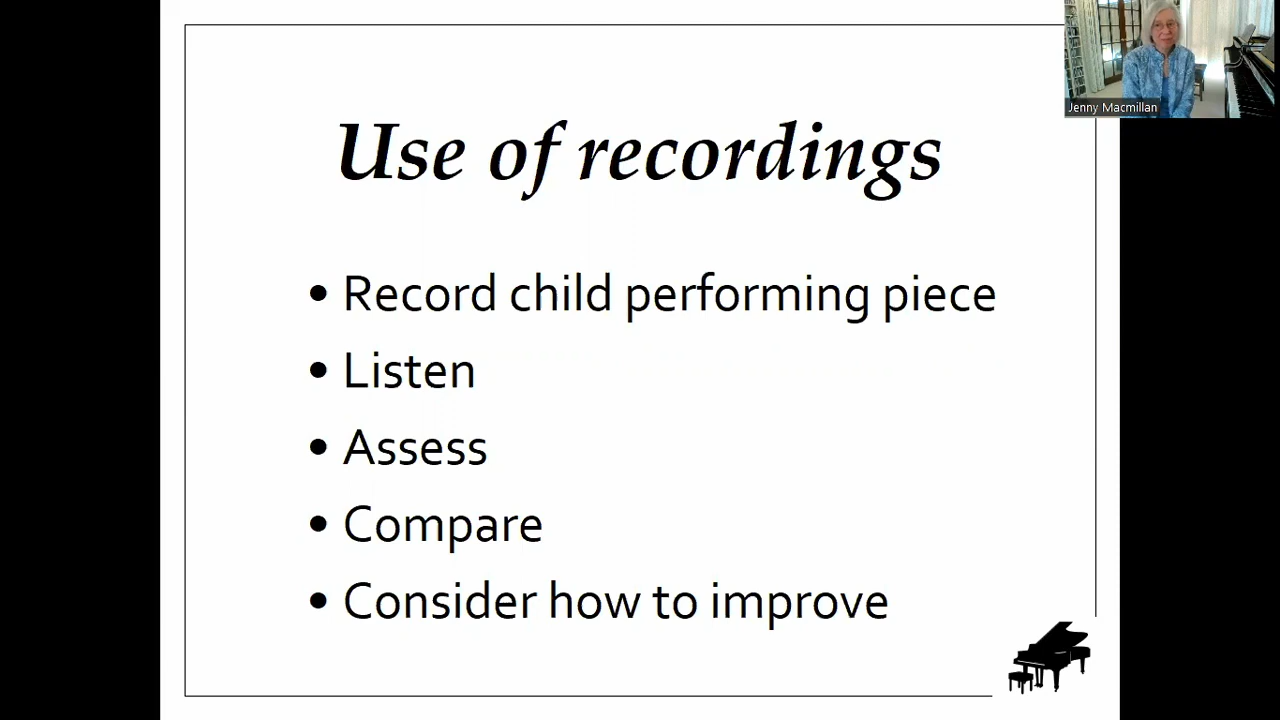 Jenny Macmillan
Use of recordings
• Record child performing piece
• Listen
• Assess
• Compare
• Consider how to improve